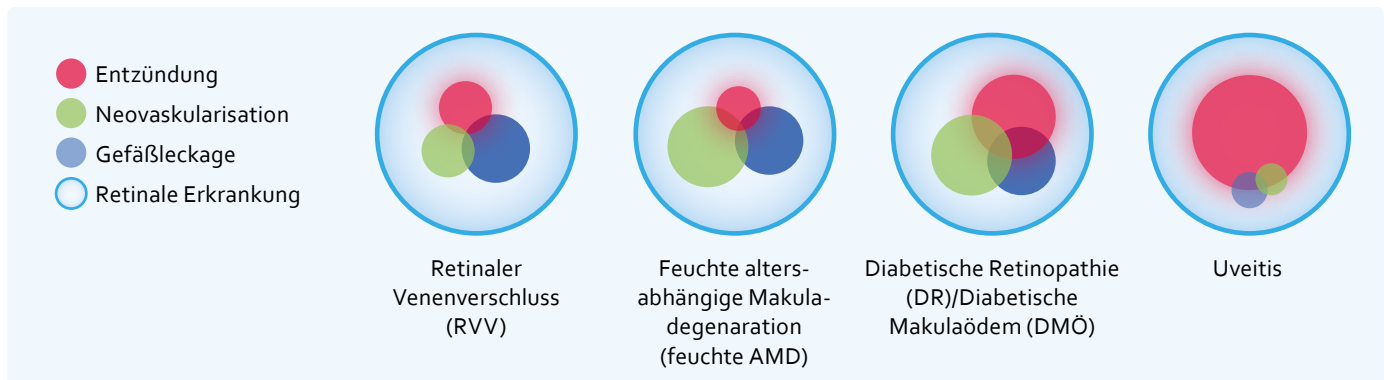 Entzündung
Neovaskularisation
Gefäßleckage
Retinale Erkrankung
Retinaler
Venenverschluss
(RVV)
Feuchte alters-
abhängige Makula-
degenaration
(feuchte AMD)
Diabetische Retinopathie
(DR)/Diabetische
Makulaödem (DMÖ)
Uveitis